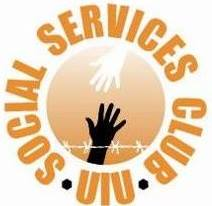 SOCIAL SERVICES CLUB • UIU •